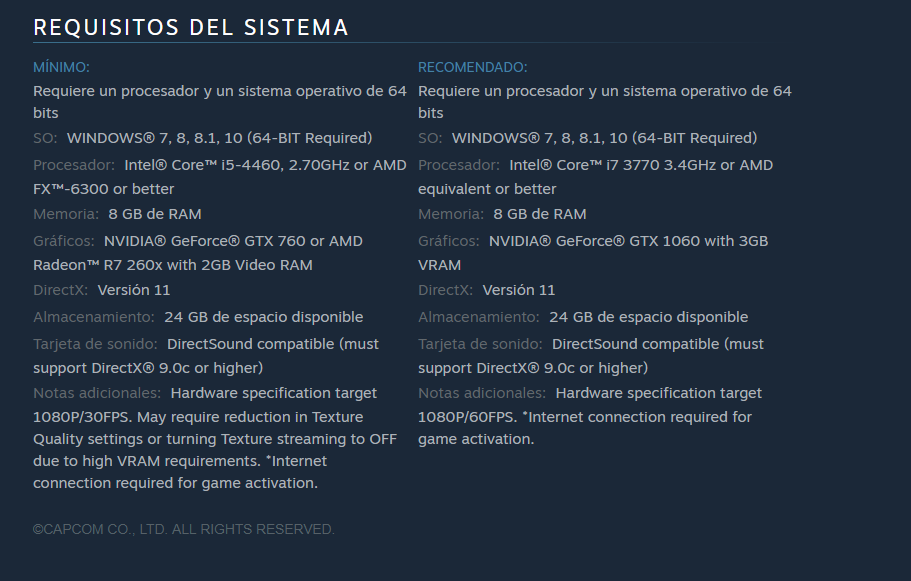 REQUISITOS DEL SISTEMA
MÍNIMO:
Requiere un procesador y un sistema operativo de 64
bits
SO: WINDOWS® 7, 8, 8.1, 10 (64-BIT Required)
Procesador: Intel® Core™ i5-4460, 2.70GHz or AMD
FX™-6300 or better
Memoria: 8 GB de RAM
Gráficos: NVIDIA® GeForce® GTX 760 or AMD
Radeon™ R7 260x with 2GB Video RAM
DirectX: Versión 11
Almacenamiento: 24 GB de espacio disponible
Tarjeta de sonido: DirectSound compatible (must
support DirectX® 9.0c or higher)
Notas adicionales: Hardware specification target
1080P/30FPS. May require reduction in Texture
Quality settings or turning Texture streaming to OFF
due to high VRAM requirements. *Internet
connection required for game activation.
RECOMENDADO:
Requiere un procesador y un sistema operativo de 64
bits
SO: WINDOWS® 7, 8, 8.1, 10 (64-BIT Required)
Procesador: Intel® Core™ i7 3770 3.4GHz or AMD
equivalent or better
Memoria: 8 GB de RAM
Gráficos: NVIDIA® GeForce® GTX 1060 with 3GB
VRAM
DirectX: Versión 11
Almacenamiento: 24 GB de espacio disponible
Tarjeta de sonido: DirectSound compatible (must
support DirectX® 9.0c or higher)
Notas adicionales: Hardware specification target
1080P/60FPS. *Internet connection required for
game activation.
©CAPCOM CO., LTD. ALL RIGHTS RESERVED.